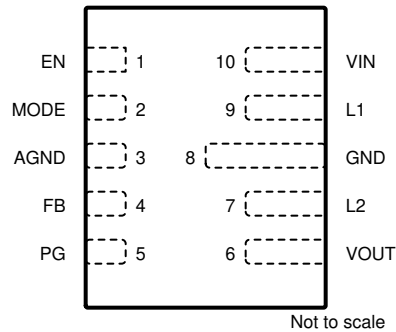 EN 1 10 VIN
MODE 2 9 L1
AGND 3 8 GND
FB 4 7 L2
PG 5 6 VOUT
Not to scale